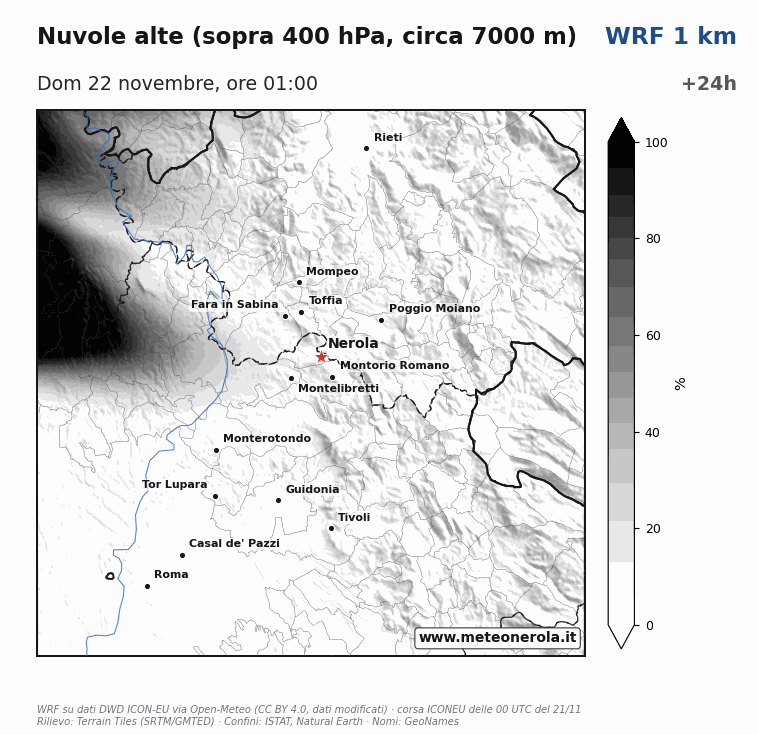 Nuvole alte (sopra 400 hPa, circa 7000 m) WRF 1 km
Dom 22 novembre, ore 01:00 +24h
Rieti
100
80
60
40
20
0
%
Mompeo
Fara in Sabina
Toffia
Poggio Moiano
Nerola
Montorio Romano
Montelibretti
Monterotondo
Tor Lupara
Guidonia
Tivoli
Casal de' Pazzi
Roma
www.meteonerola.it
WRF su dati DWD ICON-EU via Open-Meteo (CC BY 4.0, dati modificati) · corsa ICONEU delle 00 UTC del 21/11
Rilievo: Terrain Tiles (SRTM/GMTED) · Confini: ISTAT, Natural Earth · Nomi: GeoNames